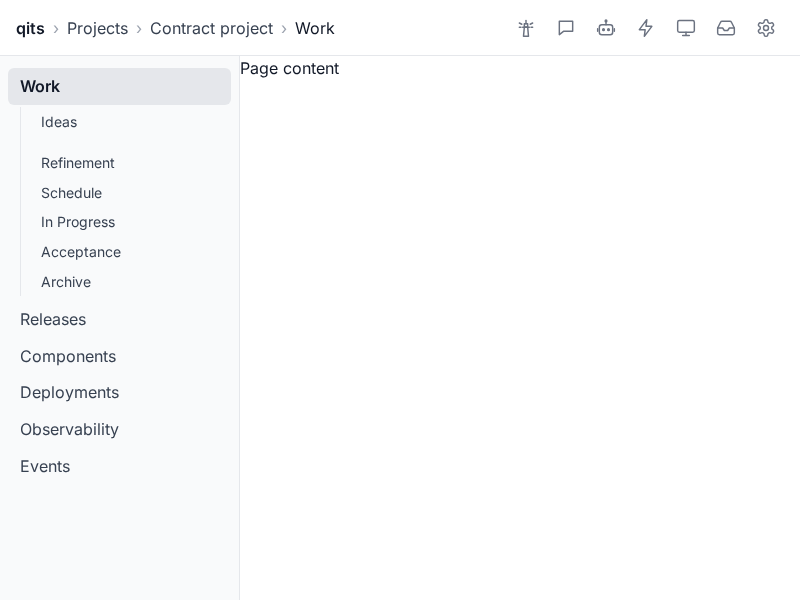 qits › Projects › Contract project › Work
Work
Ideas
Refinement
Schedule
In Progress
Acceptance
Archive
Releases
Components
Deployments
Observability
Events
Page content